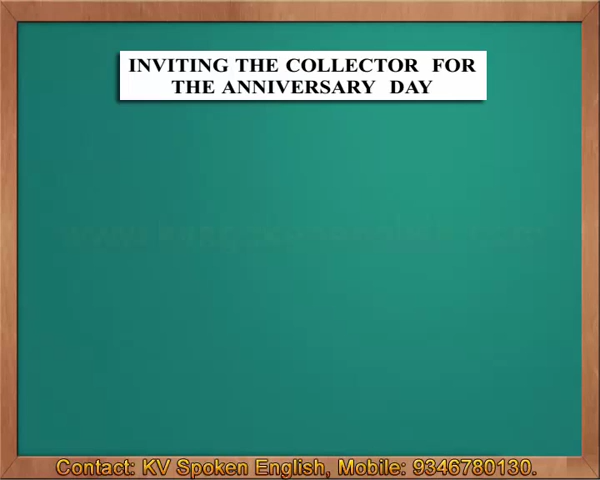 INVITING THE COLLECTOR FOR
THE ANNIVERSARY DAY
Contact: KV Spoken English, Mobile: 9346780130.